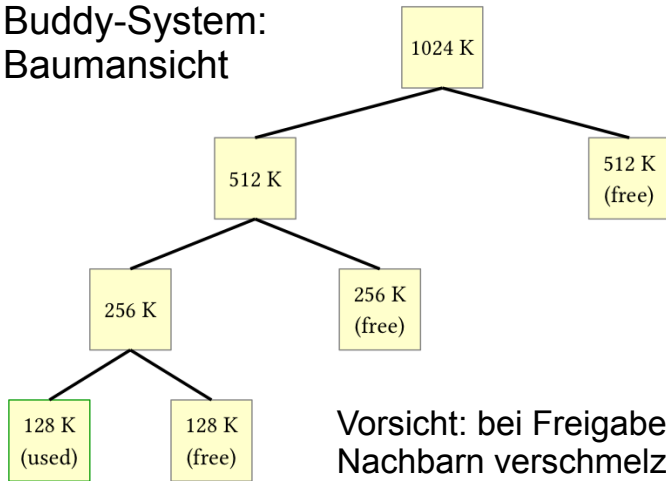 Buddy-System:
Baumansicht
1024 K
512 K
512 K
(free)
256 K
256 K
(free)
128 K
(used)
128 K
(free)
Vorsicht: bei Freigabe
Nachbarn verschmelz